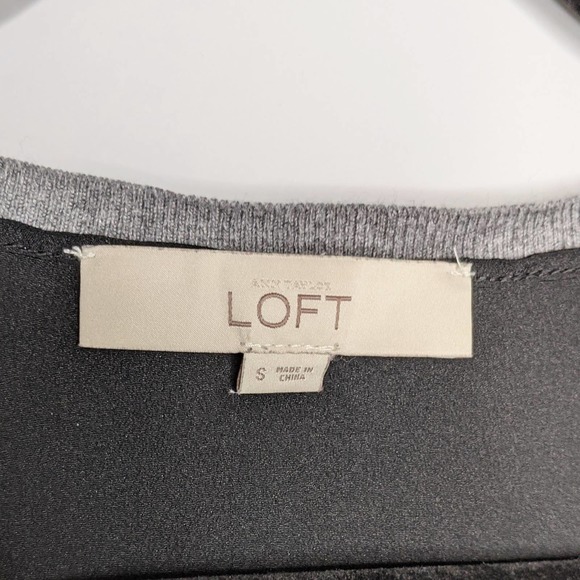 ANN TAYLOR
LOFT
S MADE IN
CHINA